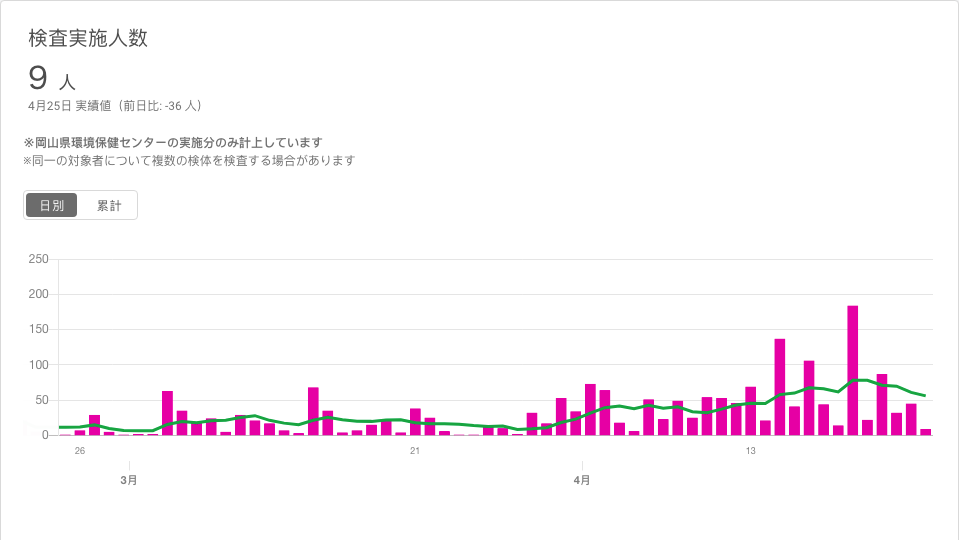 検査実施人数
9 人
4月25日 実績値（前日比: -36 人）
※岡山県環境保健センターの実施分のみ計上しています
※同一の対象者について複数の検体を検査する場合があります
日別 累計
250
200
150
100
50
0
26 21 13
3月 4月